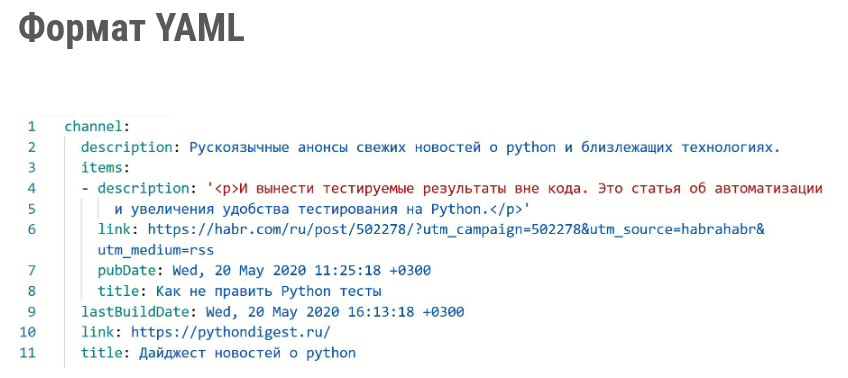 Формат YAML
1 channel:
2 description: Рускоязычные анонсы свежих новостей о python и близлежащих технологиях.
3 items:
4 - description: '<p>И вынести тестируемые результаты вне кода. Это статья об автоматизации
5 и увеличения удобства тестирования на Python.</p>'
6 link: https://habr.com/ru/post/502278/?utm_campaign=502278&utm_source=habrahabr&
utm_medium=rss
7 pubDate: Wed, 20 May 2020 11:25:18 +0300
8 title: Как не править Python тесты
9 lastBuildDate: Wed, 20 May 2020 16:13:18 +0300
10 link: https://pythondigest.ru/
11 title: Дайджест новостей о python